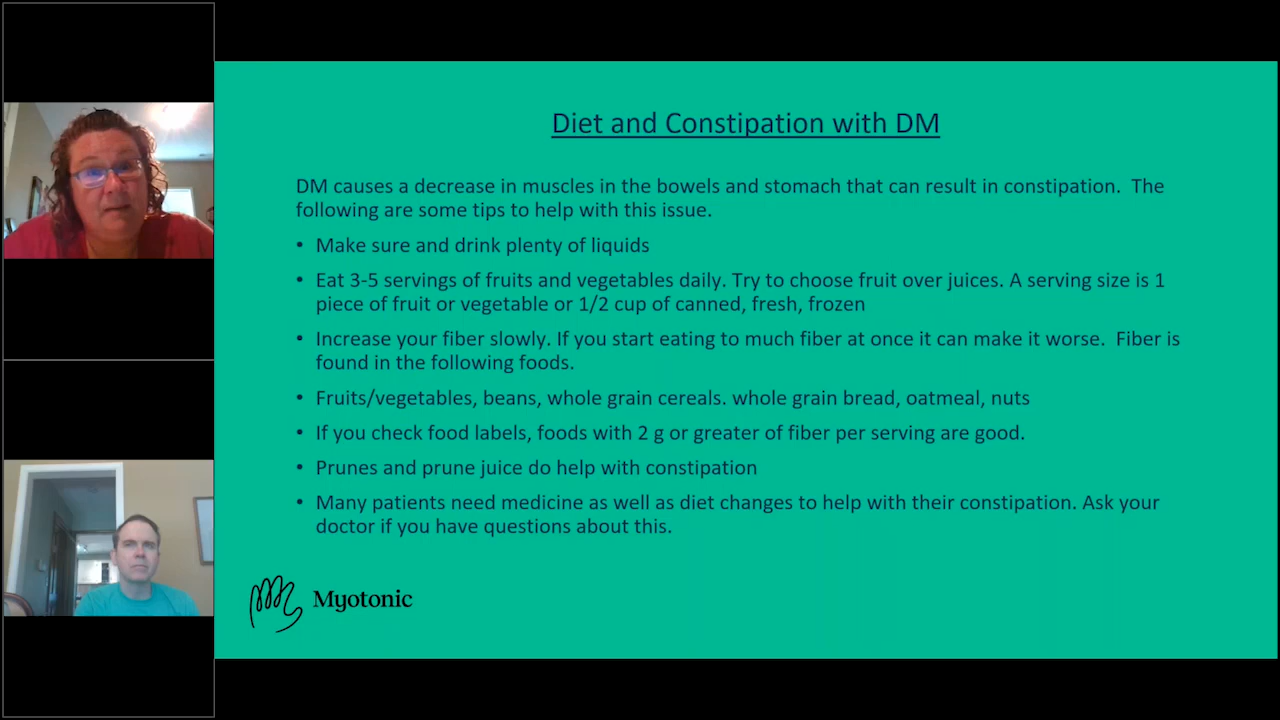 Diet and Constipation with DM
DM causes a decrease in muscles in the bowels and stomach that can result in constipation.  The
following are some tips to help with this issue.
• Make sure and drink plenty of liquids
• Eat 3-5 servings of fruits and vegetables daily. Try to choose fruit over juices. A serving size is 1
piece of fruit or vegetable or 1/2 cup of canned, fresh, frozen
• Increase your fiber slowly. If you start eating to much fiber at once it can make it worse.  Fiber is
found in the following foods.
• Fruits/vegetables, beans, whole grain cereals. whole grain bread, oatmeal, nuts
• If you check food labels, foods with 2 g or greater of fiber per serving are good.
• Prunes and prune juice do help with constipation
• Many patients need medicine as well as diet changes to help with their constipation. Ask your
doctor if you have questions about this.
Myotonic